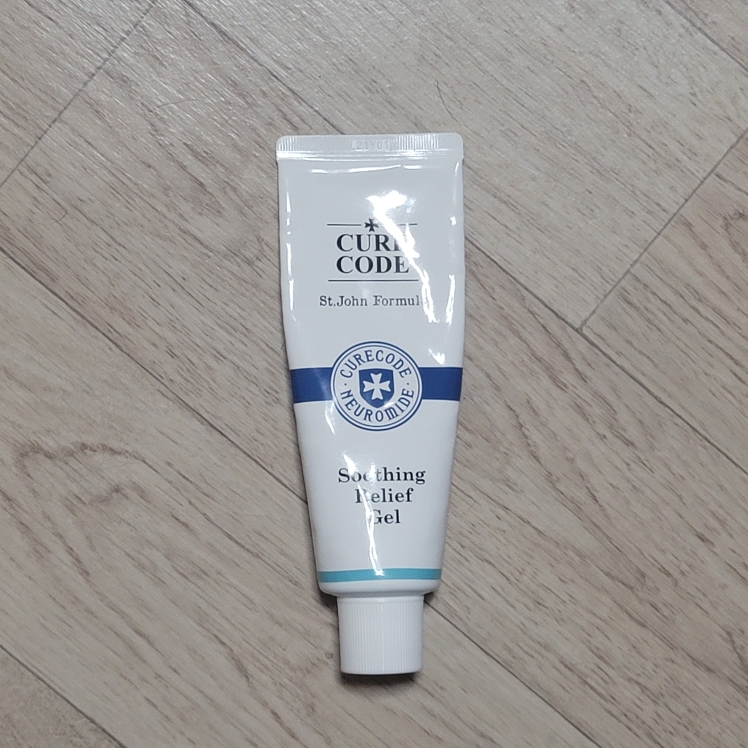 CURE
CODE
St.John Formula
CURECODE
NEUROMIDE
Soothing
Relief
Gel